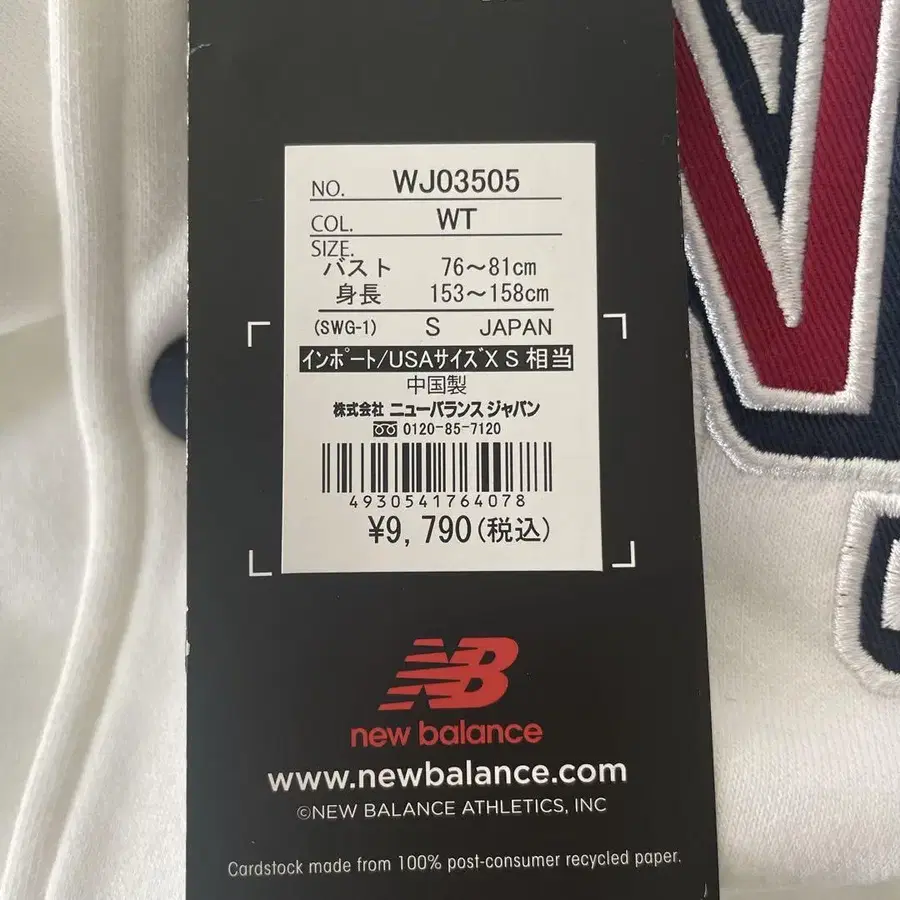 NO. WJ03505
COL. WT
SIZE.
バスト 76～81cm
身長 153～158cm
(SWG-1) S JAPAN
インポート/USAサイズXS相当
中国製
株式会社 ニューバランス ジャパン
0120-85-7120
4930541764078
¥9,790(税込)
NB
new balance
www.newbalance.com
©NEW BALANCE ATHLETICS, INC
Cardstock made from 100% post-consumer recycled paper.